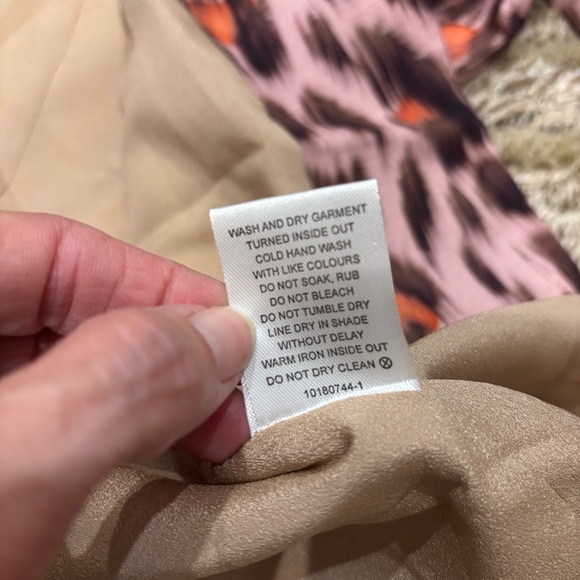 WASH AND DRY GARMENT
TURNED INSIDE OUT
COLD HAND WASH
WITH LIKE COLOURS
DO NOT SOAK, RUB
DO NOT BLEACH
DO NOT TUMBLE DRY
LINE DRY IN SHADE
WITHOUT DELAY
WARM IRON INSIDE OUT
DO NOT DRY CLEAN
10180744-1